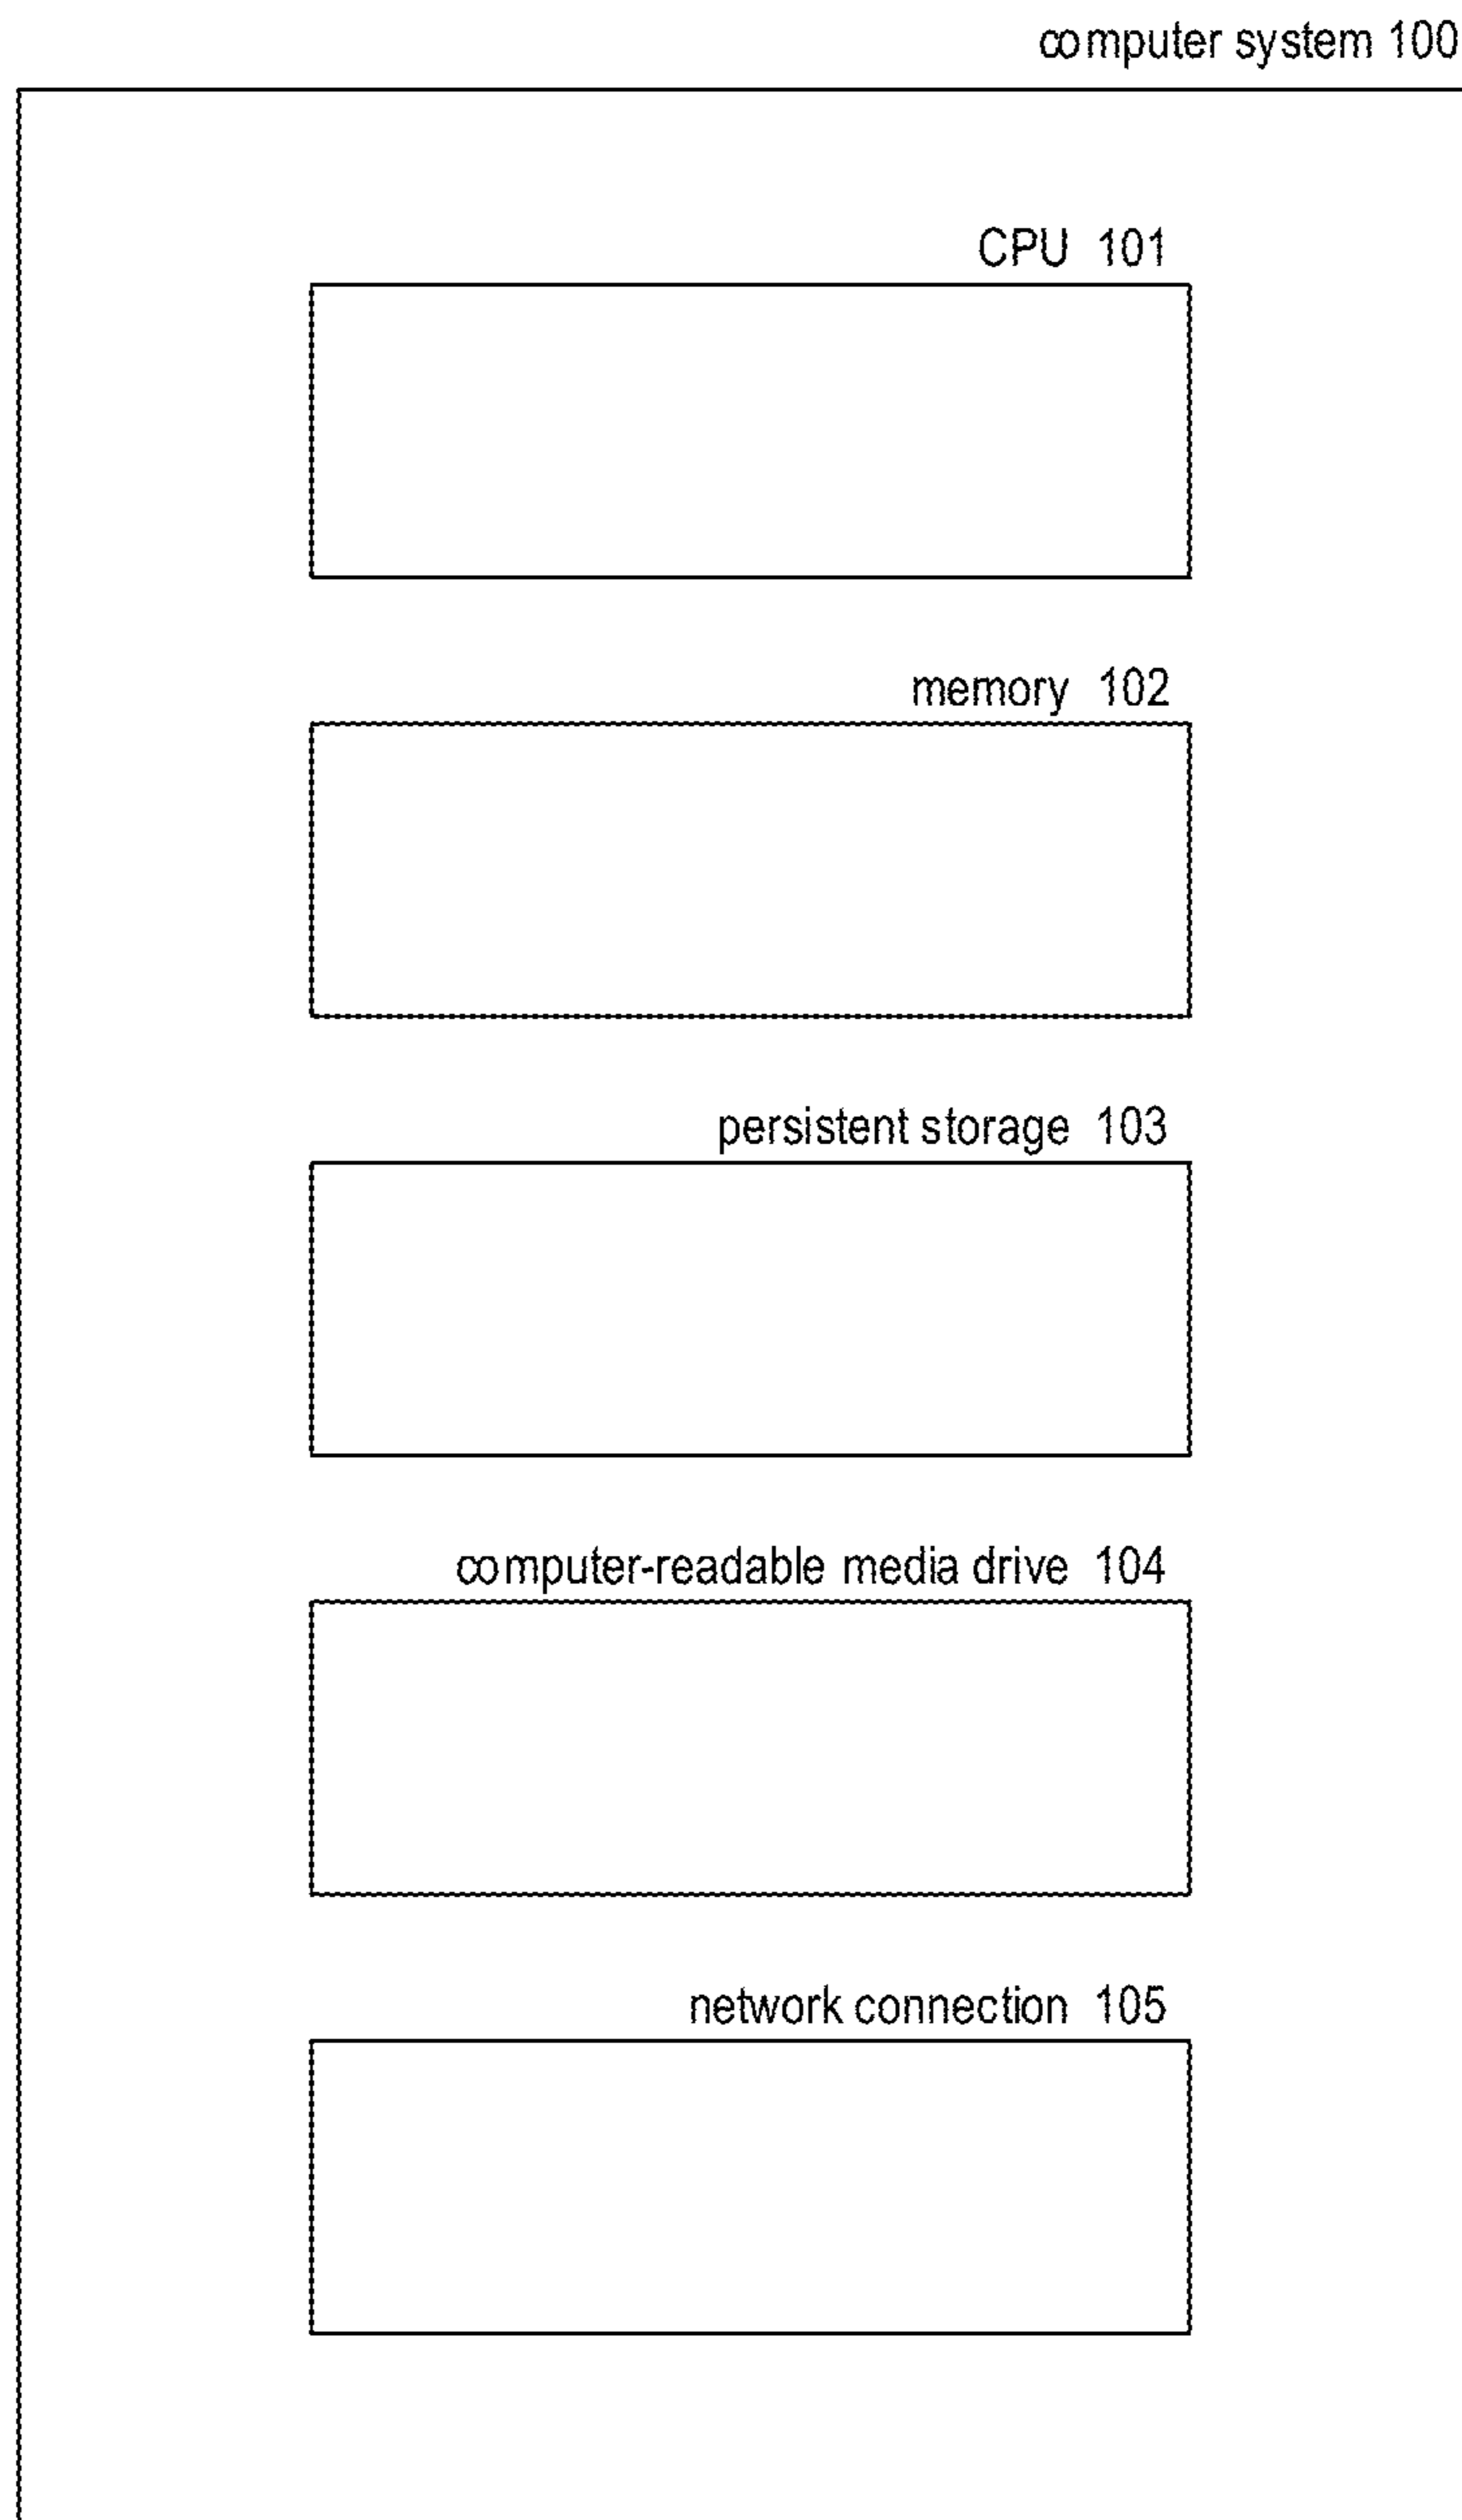 computer system 100
CPU 101
memory 102
persistent storage 103
computer-readable media drive 104
network connection 105